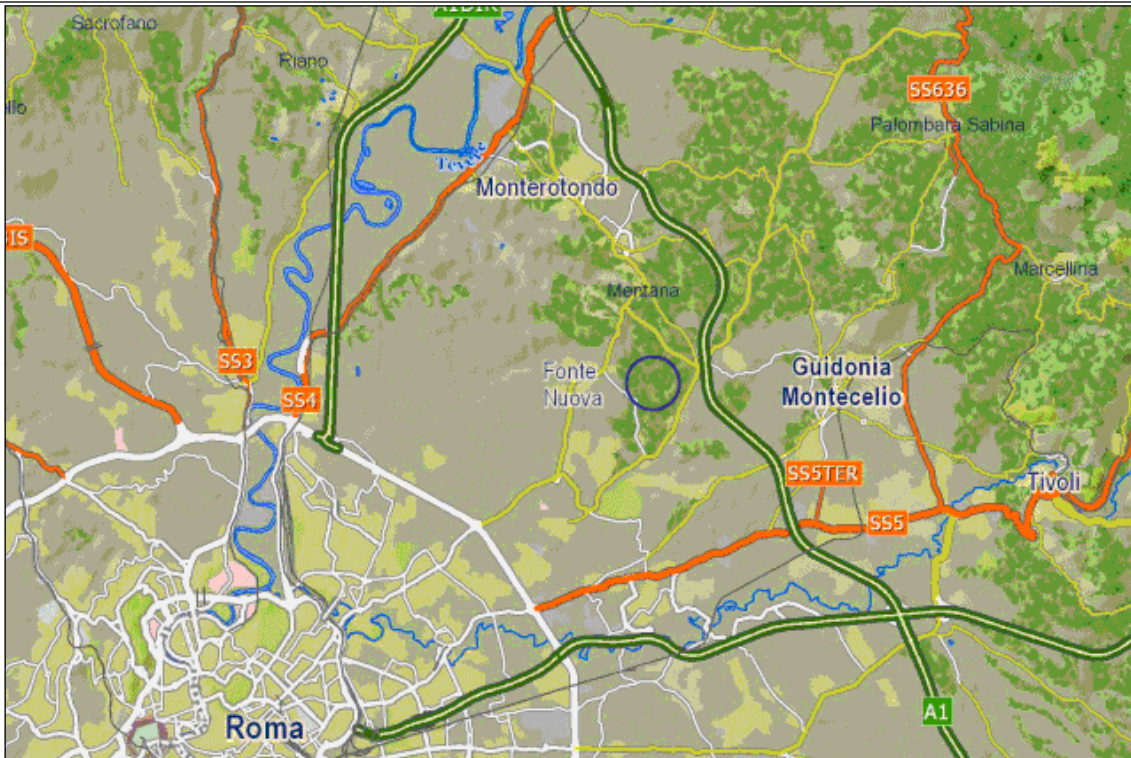 A1DIR
Sacrofano
Riano
SS636
Palombara Sabina
Tevere
Monterotondo
Marcellina
Mentana
SS3
SS4
Fonte
Nuova
Guidonia
Montecelio
SS5TER
Tivoli
SS5
A1
Roma